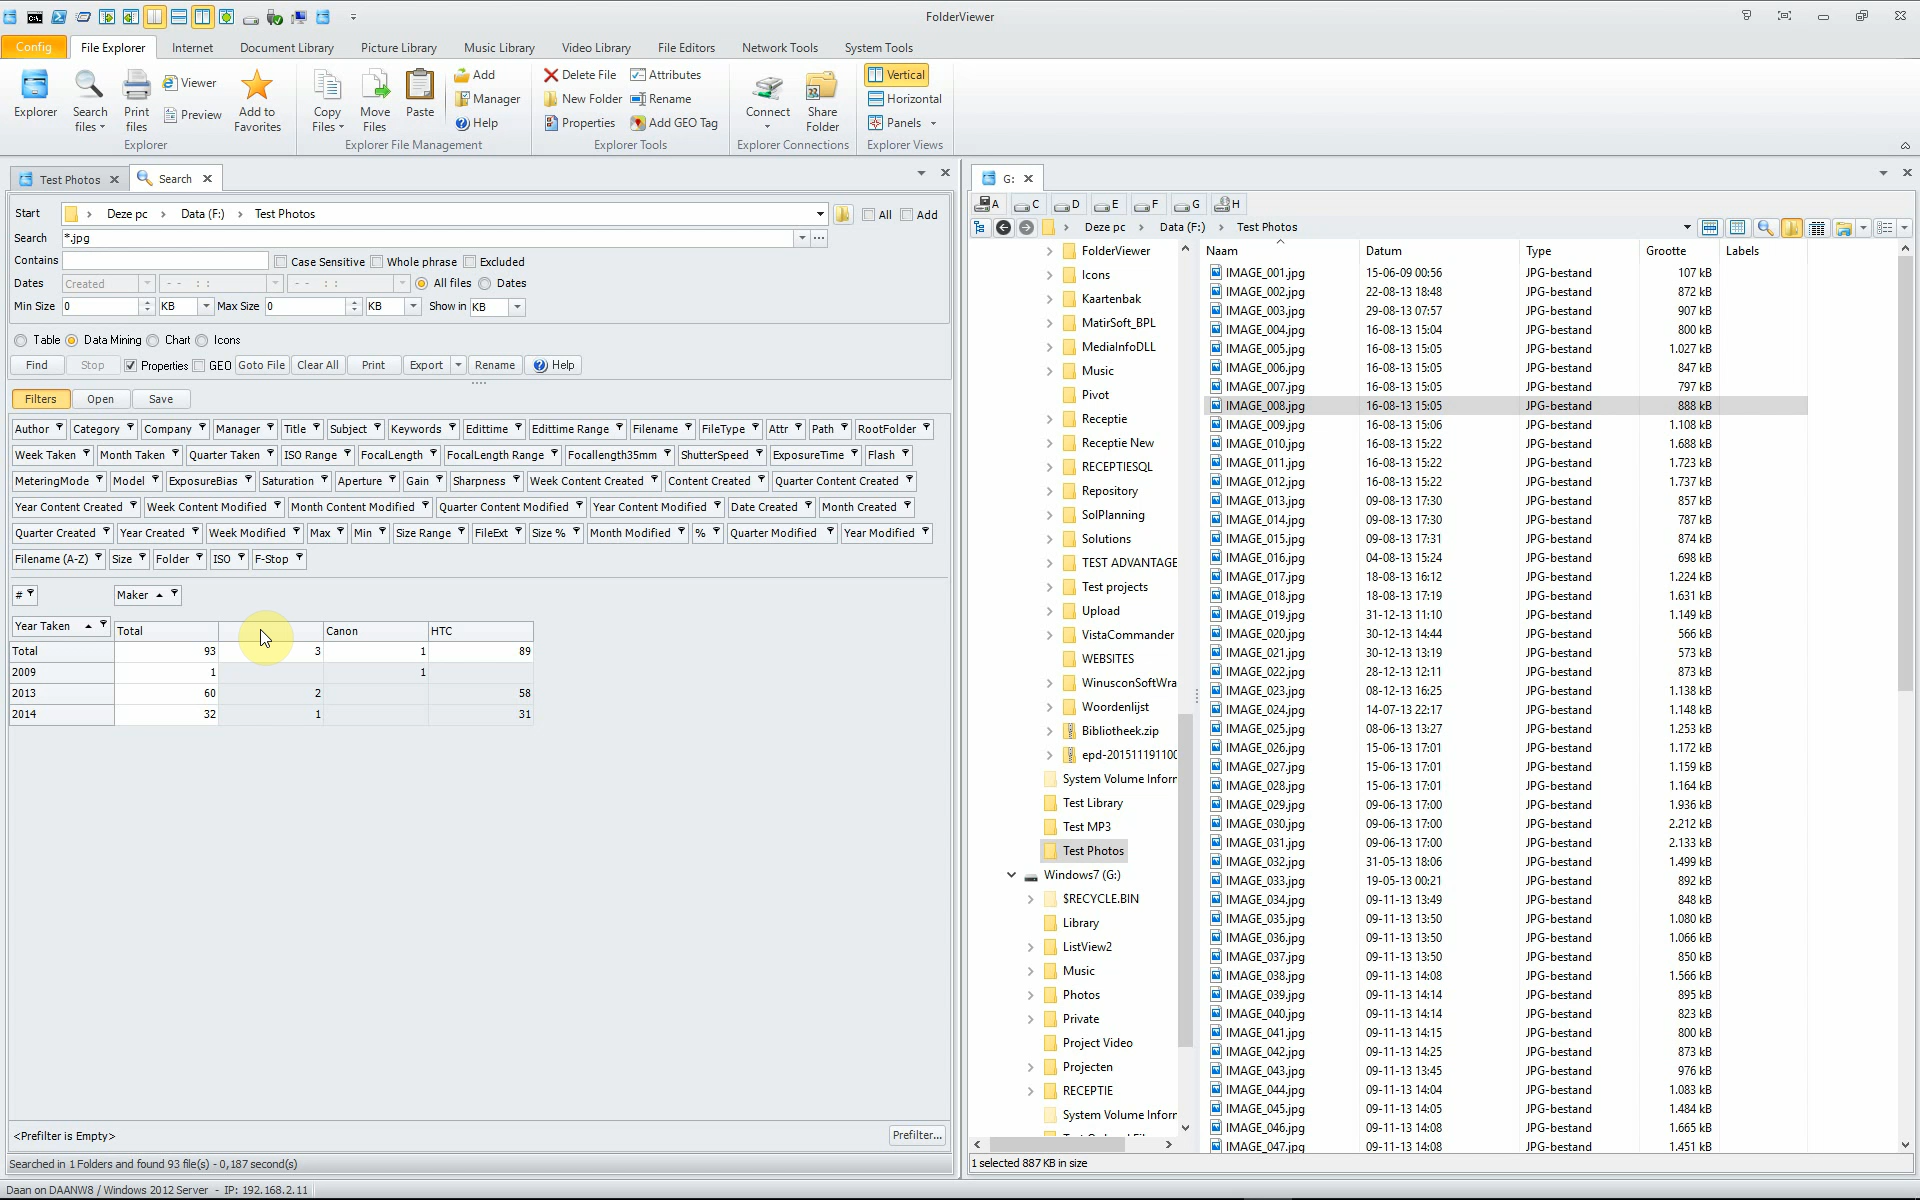 FolderViewer
Config File Explorer Internet Document Library Picture Library Music Library Video Library File Editors Network Tools System Tools
Explorer
Search files
Print files
Viewer
Preview
Add to Favorites
Explorer
Copy Files
Move Files
Paste
Add
Manager
Help
Explorer File Management
Delete File Attributes
New Folder Rename
Properties Add GEO Tag
Explorer Tools
Connect
Share Folder
Explorer Connections
Vertical
Horizontal
Panels
Explorer Views
Test Photos Search
Start Deze pc Data (F:) Test Photos All Add
Search *.jpg
Contains Case Sensitive Whole phrase Excluded
Dates Created - - : : - - : : All files Dates
Min Size 0 KB Max Size 0 KB Show in KB
Table Data Mining Chart Icons
Find Stop Properties GEO Goto File Clear All Print Export Rename Help
Filters Open Save
Author Category Company Manager Title Subject Keywords Edittime Edittime Range Filename FileType Attr Path RootFolder
Week Taken Month Taken Quarter Taken ISO Range FocalLength FocalLength Range Focallength35mm ShutterSpeed ExposureTime Flash
MeteringMode Model ExposureBias Saturation Aperture Gain Sharpness Week Content Created Content Created Quarter Content Created
Year Content Created Week Content Modified Month Content Modified Quarter Content Modified Year Content Modified Date Created Month Created
Quarter Created Year Created Week Modified Max Min Size Range FileExt Size % Month Modified % Quarter Modified Year Modified
Filename (A-Z) Size Folder ISO F-Stop
# Maker
Year Taken Total Canon HTC
Total 93 3 1 89
2009 1 1
2013 60 2 58
2014 32 1 31
<Prefilter is Empty> Prefilter...
Searched in 1 Folders and found 93 file(s) - 0,187 second(s)
G:
A C D E F G H
Deze pc Data (F:) Test Photos
FolderViewer
Icons
Kaartenbak
MatirSoft_BPL
MediaInfoDLL
Music
Pivot
Receptie
Receptie New
RECEPTIESQL
Repository
SolPlanning
Solutions
TEST ADVANTAGE
Test projects
Upload
VistaCommander
WEBSITES
WinusconSoftWra
Woordenlijst
Bibliotheek.zip
epd-20151119110
System Volume Inforr
Test Library
Test MP3
Test Photos
Windows7 (G:)
$RECYCLE.BIN
Library
ListView2
Music
Photos
Private
Project Video
Projecten
RECEPTIE
System Volume Inforr
Naam Datum Type Grootte Labels
IMAGE_001.jpg 15-06-09 00:56 JPG-bestand 107 kB
IMAGE_002.jpg 22-08-13 18:48 JPG-bestand 872 kB
IMAGE_003.jpg 29-08-13 07:57 JPG-bestand 907 kB
IMAGE_004.jpg 16-08-13 15:04 JPG-bestand 800 kB
IMAGE_005.jpg 16-08-13 15:05 JPG-bestand 1.027 kB
IMAGE_006.jpg 16-08-13 15:05 JPG-bestand 847 kB
IMAGE_007.jpg 16-08-13 15:05 JPG-bestand 797 kB
IMAGE_008.jpg 16-08-13 15:05 JPG-bestand 888 kB
IMAGE_009.jpg 16-08-13 15:06 JPG-bestand 1.108 kB
IMAGE_010.jpg 16-08-13 15:22 JPG-bestand 1.688 kB
IMAGE_011.jpg 16-08-13 15:22 JPG-bestand 1.723 kB
IMAGE_012.jpg 16-08-13 15:22 JPG-bestand 1.737 kB
IMAGE_013.jpg 09-08-13 17:30 JPG-bestand 857 kB
IMAGE_014.jpg 09-08-13 17:30 JPG-bestand 787 kB
IMAGE_015.jpg 09-08-13 17:31 JPG-bestand 874 kB
IMAGE_016.jpg 04-08-13 15:24 JPG-bestand 698 kB
IMAGE_017.jpg 18-08-13 16:12 JPG-bestand 1.224 kB
IMAGE_018.jpg 18-08-13 17:19 JPG-bestand 1.631 kB
IMAGE_019.jpg 31-12-13 11:10 JPG-bestand 1.149 kB
IMAGE_020.jpg 30-12-13 14:44 JPG-bestand 566 kB
IMAGE_021.jpg 30-12-13 13:19 JPG-bestand 573 kB
IMAGE_022.jpg 28-12-13 12:11 JPG-bestand 873 kB
IMAGE_023.jpg 08-12-13 16:25 JPG-bestand 1.138 kB
IMAGE_024.jpg 14-07-13 22:17 JPG-bestand 1.148 kB
IMAGE_025.jpg 08-06-13 13:27 JPG-bestand 1.253 kB
IMAGE_026.jpg 15-06-13 17:01 JPG-bestand 1.172 kB
IMAGE_027.jpg 15-06-13 17:01 JPG-bestand 1.159 kB
IMAGE_028.jpg 15-06-13 17:01 JPG-bestand 1.164 kB
IMAGE_029.jpg 09-06-13 17:00 JPG-bestand 1.936 kB
IMAGE_030.jpg 09-06-13 17:00 JPG-bestand 2.212 kB
IMAGE_031.jpg 09-06-13 17:00 JPG-bestand 2.133 kB
IMAGE_032.jpg 31-05-13 18:06 JPG-bestand 1.499 kB
IMAGE_033.jpg 19-05-13 00:21 JPG-bestand 892 kB
IMAGE_034.jpg 09-11-13 13:49 JPG-bestand 848 kB
IMAGE_035.jpg 09-11-13 13:50 JPG-bestand 1.080 kB
IMAGE_036.jpg 09-11-13 13:50 JPG-bestand 1.066 kB
IMAGE_037.jpg 09-11-13 13:50 JPG-bestand 850 kB
IMAGE_038.jpg 09-11-13 14:08 JPG-bestand 1.566 kB
IMAGE_039.jpg 09-11-13 14:14 JPG-bestand 895 kB
IMAGE_040.jpg 09-11-13 14:14 JPG-bestand 823 kB
IMAGE_041.jpg 09-11-13 14:15 JPG-bestand 800 kB
IMAGE_042.jpg 09-11-13 14:25 JPG-bestand 873 kB
IMAGE_043.jpg 09-11-13 13:45 JPG-bestand 976 kB
IMAGE_044.jpg 09-11-13 14:04 JPG-bestand 1.083 kB
IMAGE_045.jpg 09-11-13 14:05 JPG-bestand 1.484 kB
IMAGE_046.jpg 09-11-13 14:08 JPG-bestand 1.665 kB
IMAGE_047.jpg 09-11-13 14:08 JPG-bestand 1.451 kB
1 selected 887 KB in size
Daan on DAANW8 / Windows 2012 Server - IP: 192.168.2.11